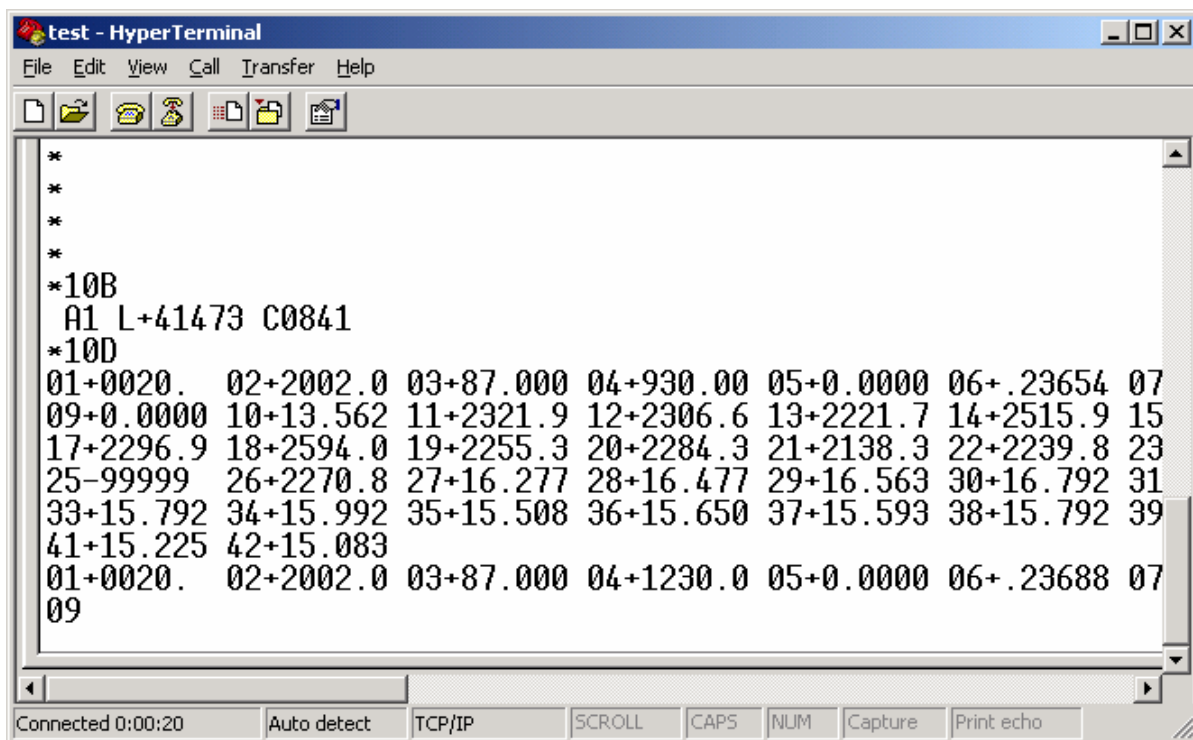 test - HyperTerminal
File Edit View Call Transfer Help
*
*
*
*
*10B
A1 L+41473 C0841
*10D
01+0020. 02+2002.0 03+87.000 04+930.00 05+0.0000 06+.23654 07
09+0.0000 10+13.562 11+2321.9 12+2306.6 13+2221.7 14+2515.9 15
17+2296.9 18+2594.0 19+2255.3 20+2284.3 21+2138.3 22+2239.8 23
25-99999 26+2270.8 27+16.277 28+16.477 29+16.563 30+16.792 31
33+15.792 34+15.992 35+15.508 36+15.650 37+15.593 38+15.792 39
41+15.225 42+15.083
01+0020. 02+2002.0 03+87.000 04+1230.0 05+0.0000 06+.23688 07
09
Connected 0:00:20 Auto detect TCP/IP SCROLL CAPS NUM Capture Print echo